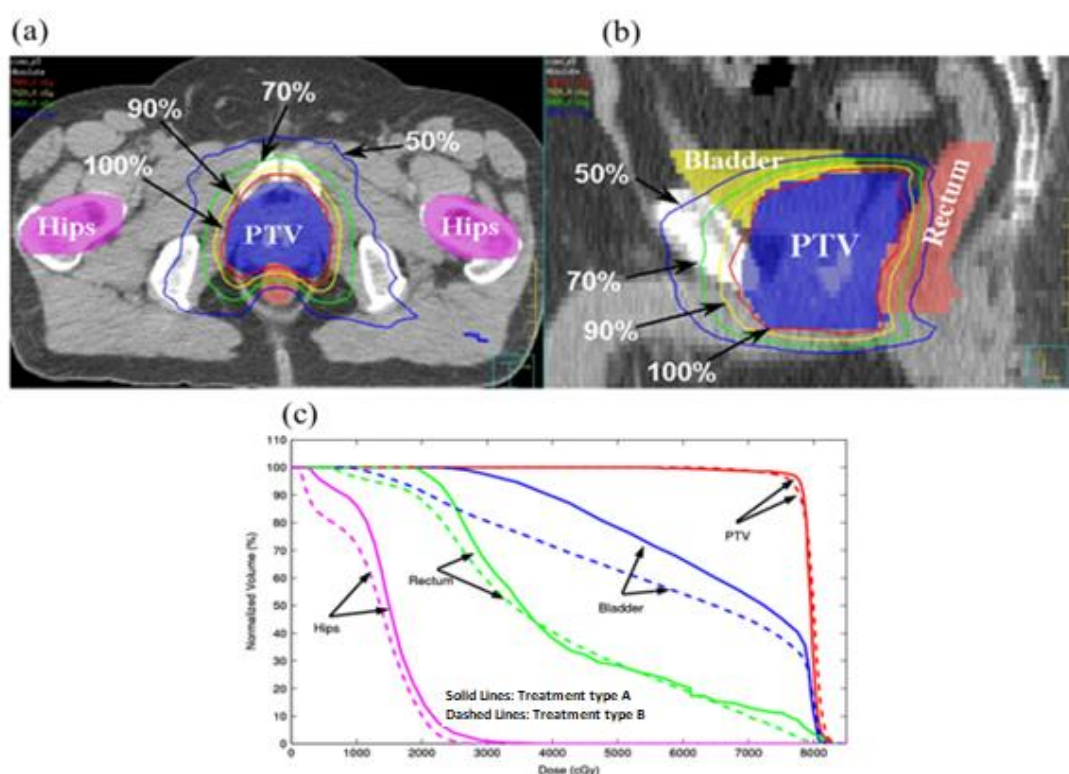 (a)
(b)
70%
90%
50%
100%
Hips
PTV
Hips
Bladder
50%
Rectum
PTV
70%
90%
100%
(c)
110
100
90
80
70
60
50
40
30
20
10
0
Normalized Volume (%)
PTV
Rectum
Bladder
Hips
Solid Lines: Treatment type A
Dashed Lines: Treatment type B
0 1000 2000 3000 4000 5000 6000 7000 8000
Dose (cGy)